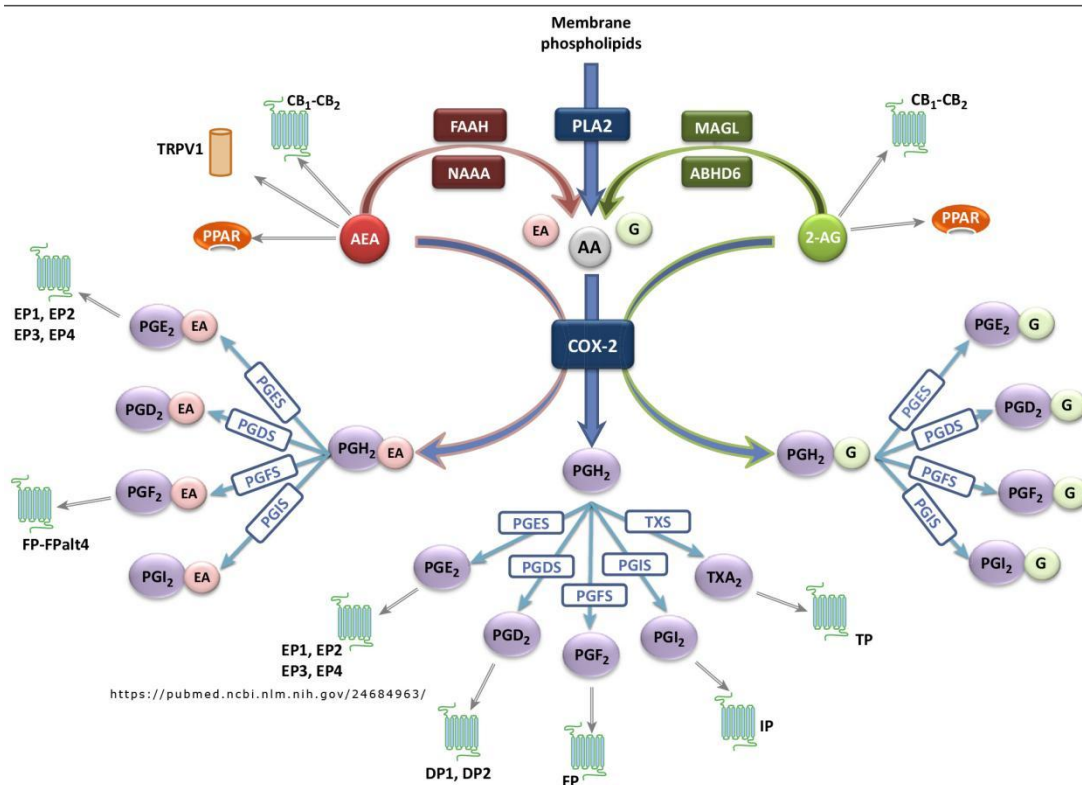 Membrane
phospholipids
CB₁-CB₂
CB₁-CB₂
FAAH
PLA2
MAGL
TRPV1
NAAA
ABHD6
PPAR
AEA
EA
AA
G
2-AG
PPAR
EP1, EP2
EP3, EP4
PGE₂ EA
COX-2
PGE₂ G
PGES
PGES
PGD₂ EA
PGDS
PGD₂ G
PGDS
PGH₂ EA
PGH₂
PGH₂ G
PGF₂ EA
PGFS
PGFS
PGF₂ G
PGIS
PGIS
FP-FPalt4
PGI₂ EA
PGES
TXS
PGI₂ G
PGE₂
PGDS
PGIS
TXA₂
PGFS
PGD₂
PGF₂
PGI₂
TP
EP1, EP2
EP3, EP4
https://pubmed.ncbi.nlm.nih.gov/24684963/
IP
DP1, DP2
FP